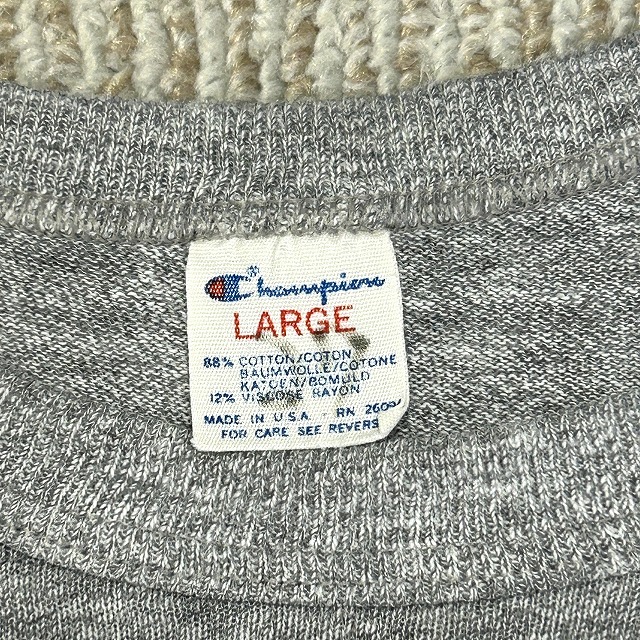 Champion®
LARGE
88% COTTON/COTON
BAUMWOLLE/COTONE
KATOEN/BOMULD
12% VISCOSE RAYON
MADE IN U.S.A. RN 26094
FOR CARE SEE REVERS